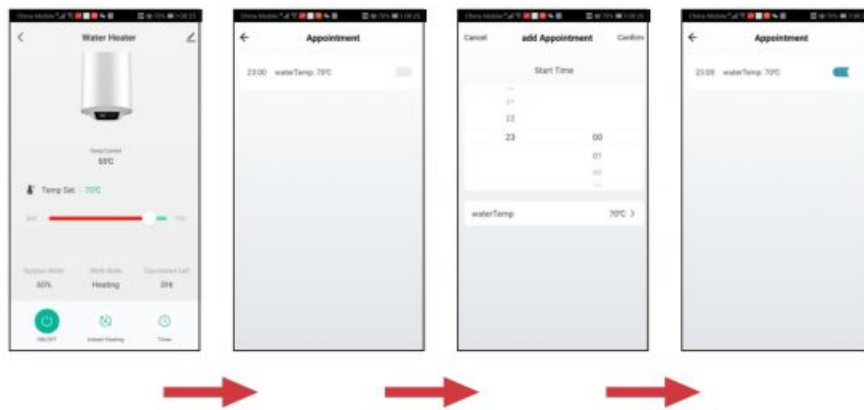 Water Heater
Temp Current
55°C
Temp Set
70°C
Work State
Countdown Left
60%
Heating
0Hr
ON/OFF
Instant Heating
Timer
Appointment
23:00 waterTemp: 70°C
Cancel add Appointment Confirm
Start Time
21
22
23 00
01
02
waterTemp 70°C
Appointment
23:00 waterTemp: 70°C